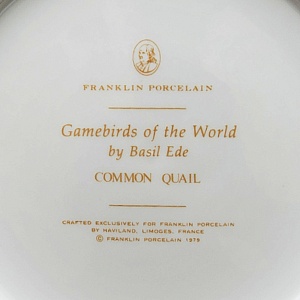 FRANKLIN PORCELAIN
Gamebirds of the World
by Basil Ede
COMMON QUAIL
CRAFTED EXCLUSIVELY FOR FRANKLIN PORCELAIN
BY HAVILAND, LIMOGES, FRANCE
© FRANKLIN PORCELAIN 1979